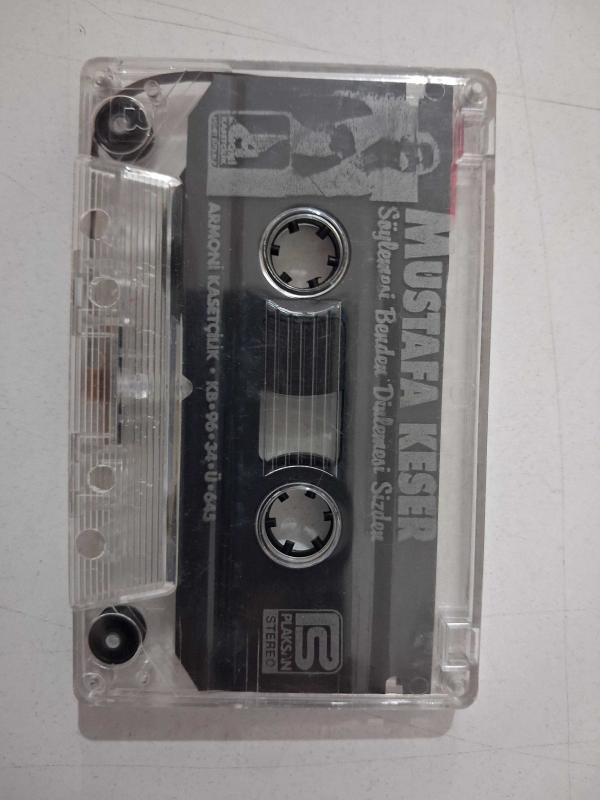 MUSTAFA KESER
Söylemesi Benden Dinlemesi Sizden
PLAKSAN
STEREO
ARMONİ KASETÇİLİK • KB•96•34•Ü•645